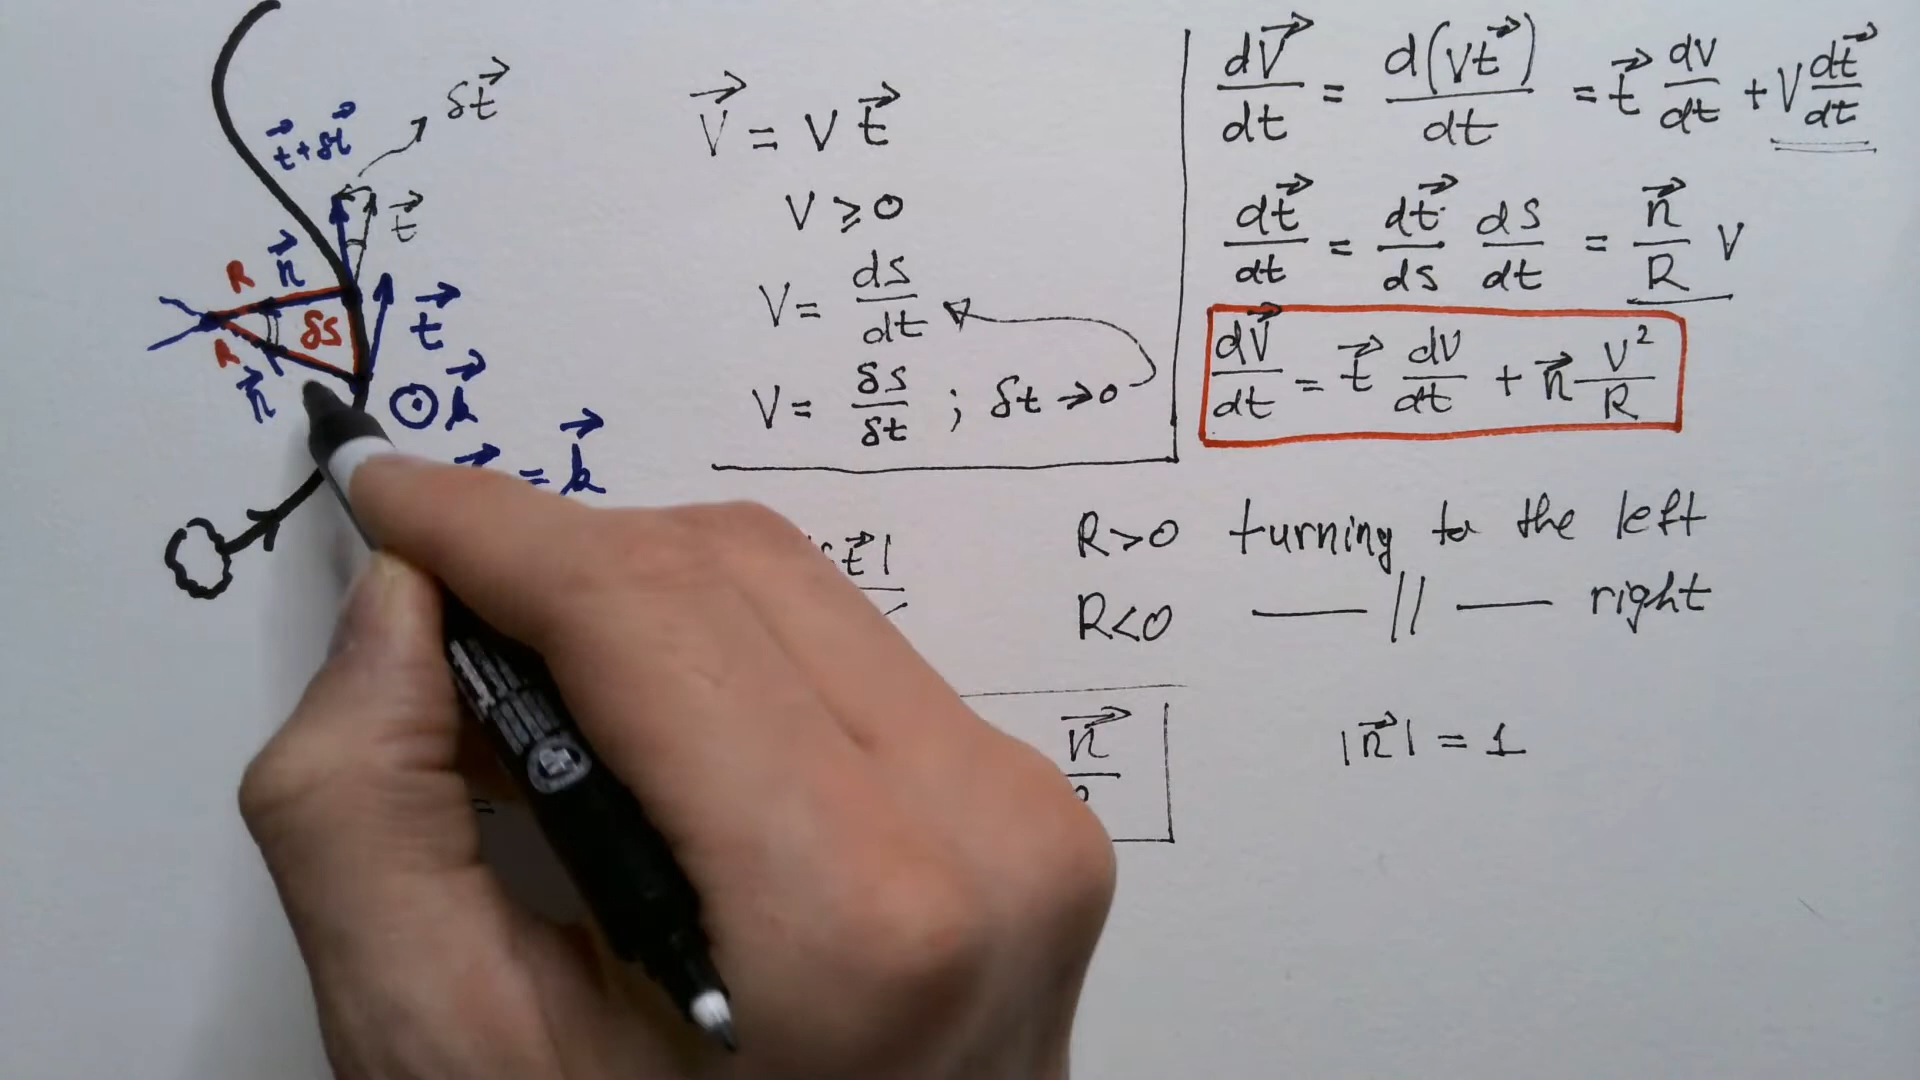 t⃗+δt⃗
δt⃗
t⃗
R n⃗
δs
R
n⃗
t⃗
⊙k⃗
= k⃗
V⃗ = V t⃗
V ⩾ 0
V = ds/dt
V = δs/δt ; δt → 0
t⃗|
=
n⃗
dV⃗/dt = d(Vt⃗)/dt = t⃗ dV/dt + V dt⃗/dt
dt⃗/dt = dt⃗/ds ds/dt = n⃗/R V
dV⃗/dt = t⃗ dV/dt + n⃗ V²/R
R>0 turning to the left
R<0 —— // —— right
|n⃗| = 1